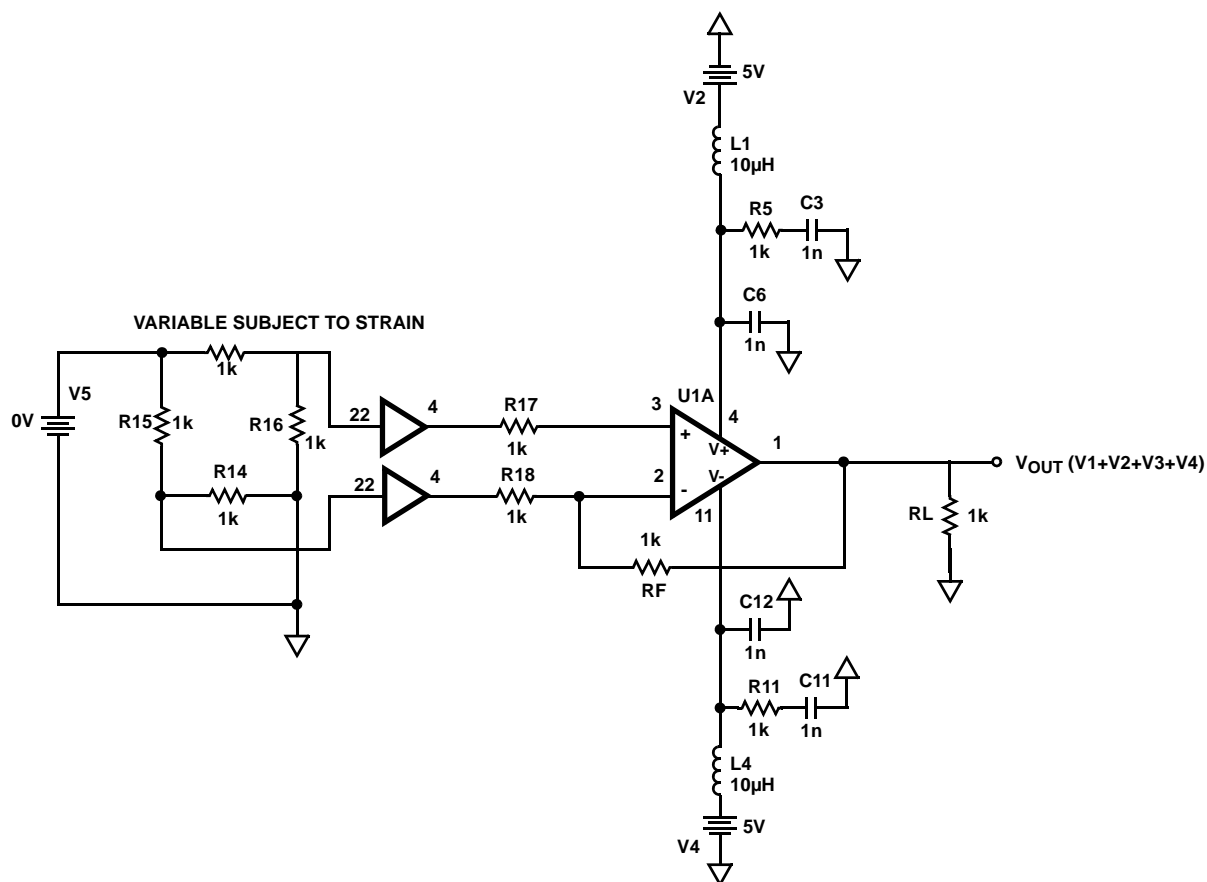 5V
V2
L1
10µH
R5
C3
1k
1n
C6
1n
VARIABLE SUBJECT TO STRAIN
1k
V5
0V
R15
1k
R16
1k
R14
1k
22
4
R17
1k
22
4
R18
1k
U1A
3
+
4
V+
2
-
V-
11
1
VOUT (V1+V2+V3+V4)
RL
1k
1k
RF
C12
1n
R11
C11
1k
1n
L4
10µH
5V
V4